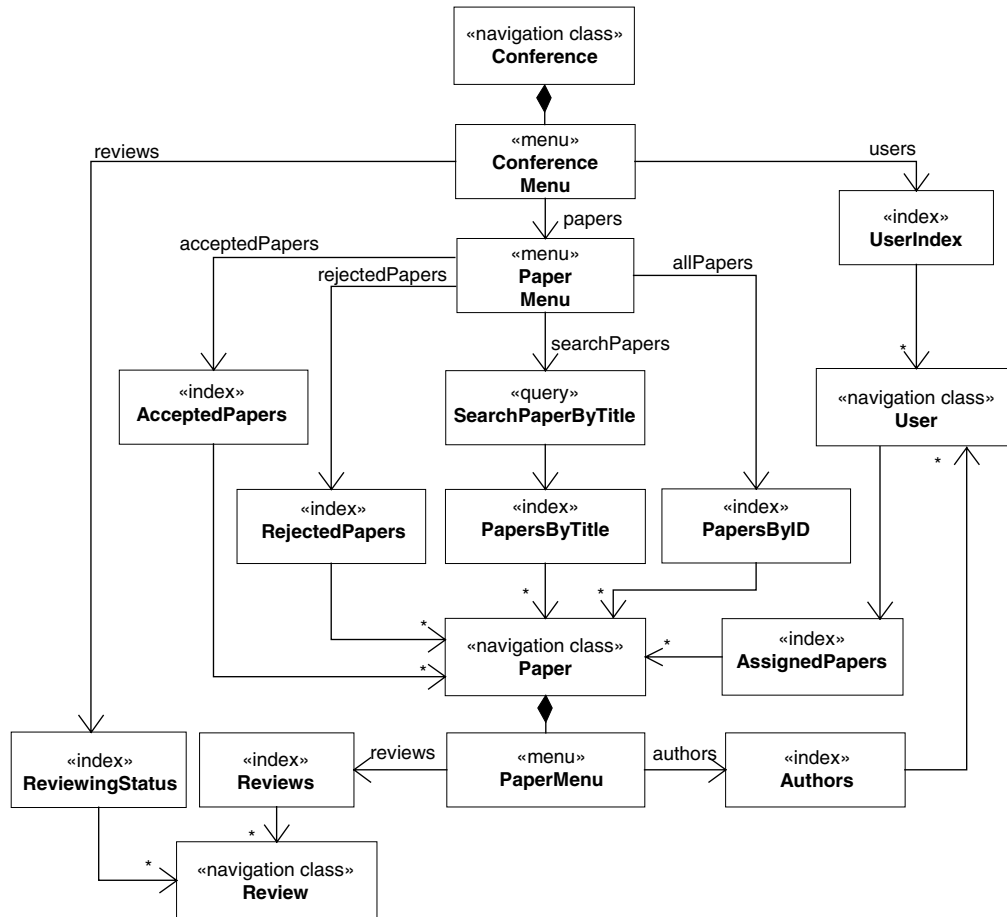 «navigation class»
Conference
reviews
«menu»
Conference
Menu
users
«index»
UserIndex
papers
acceptedPapers
rejectedPapers
«menu»
Paper
Menu
allPapers
searchPapers
*
«index»
AcceptedPapers
«query»
SearchPaperByTitle
«navigation class»
User
*
«index»
RejectedPapers
«index»
PapersByTitle
«index»
PapersByID
*
*
*
*
«navigation class»
Paper
*
«index»
AssignedPapers
«index»
ReviewingStatus
«index»
Reviews
reviews
«menu»
PaperMenu
authors
«index»
Authors
*
*
«navigation class»
Review